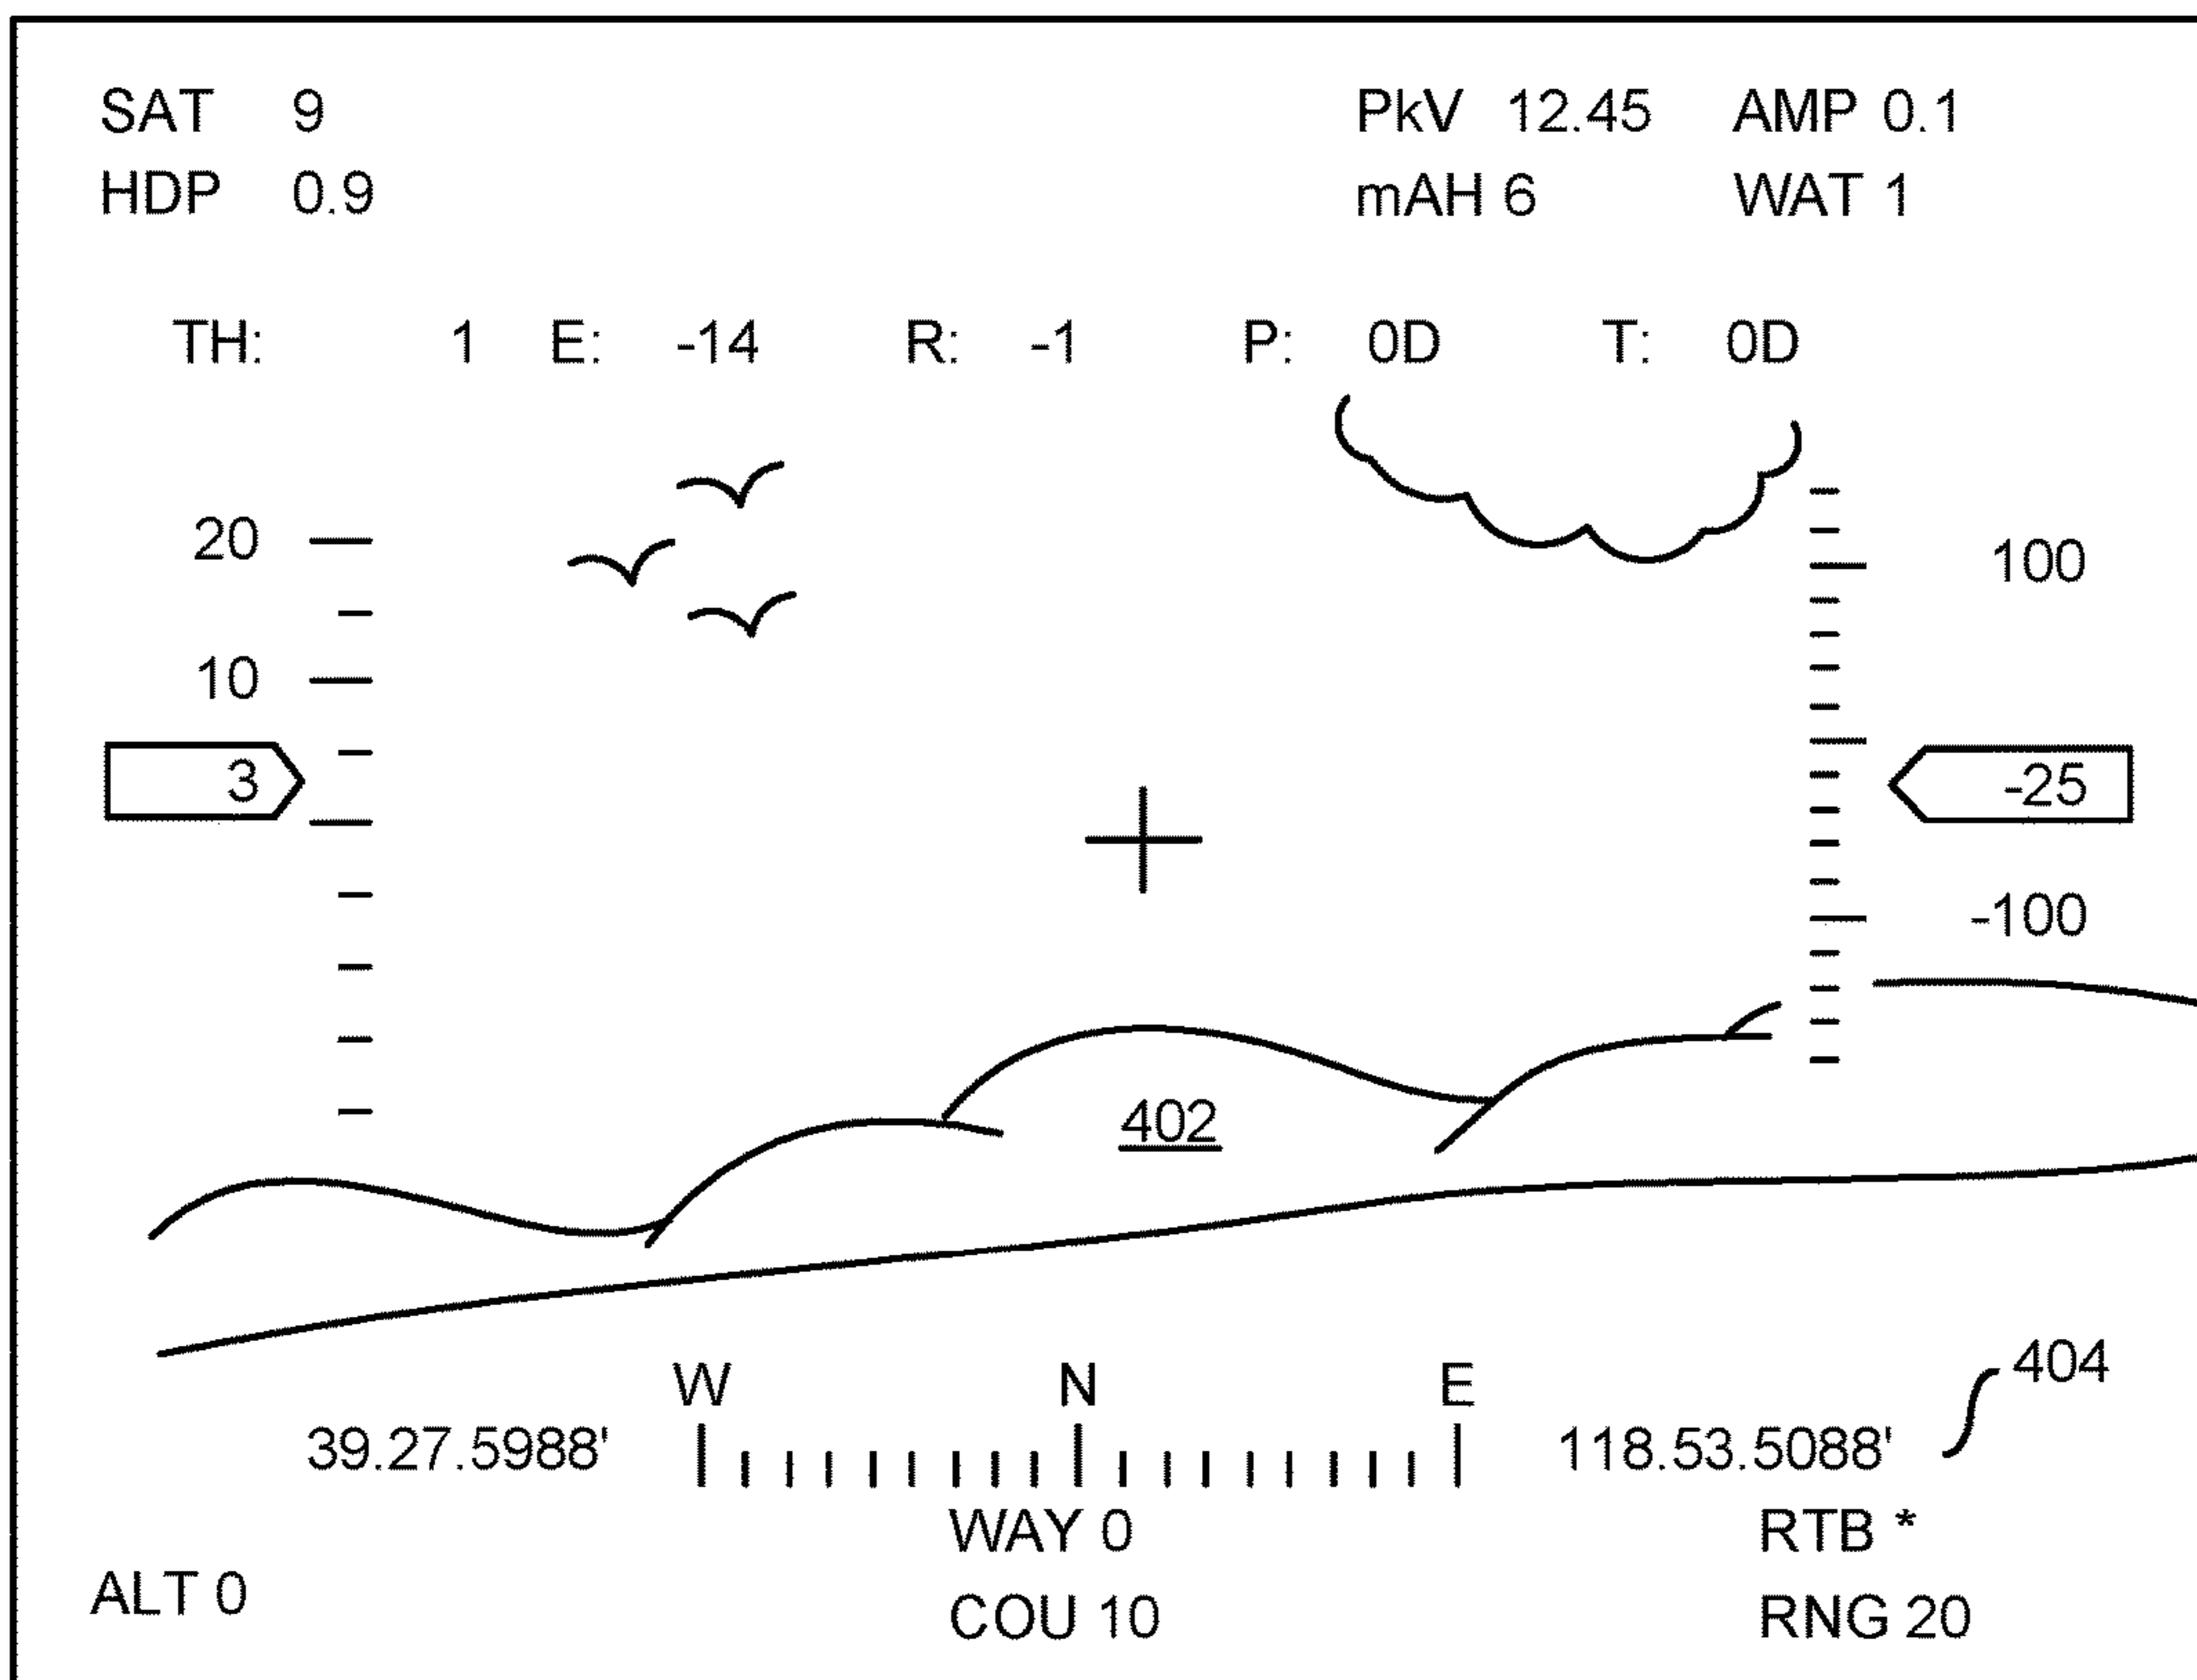 SAT 9 PkV 12.45 AMP 0.1
HDP 0.9 mAH 6 WAT 1
TH: 1 E: -14 R: -1 P: 0D T: 0D
20 100
10
3 -25
-100
402
404
W N E
39.27.5988' 118.53.5088'
WAY 0 RTB *
ALT 0
COU 10 RNG 20